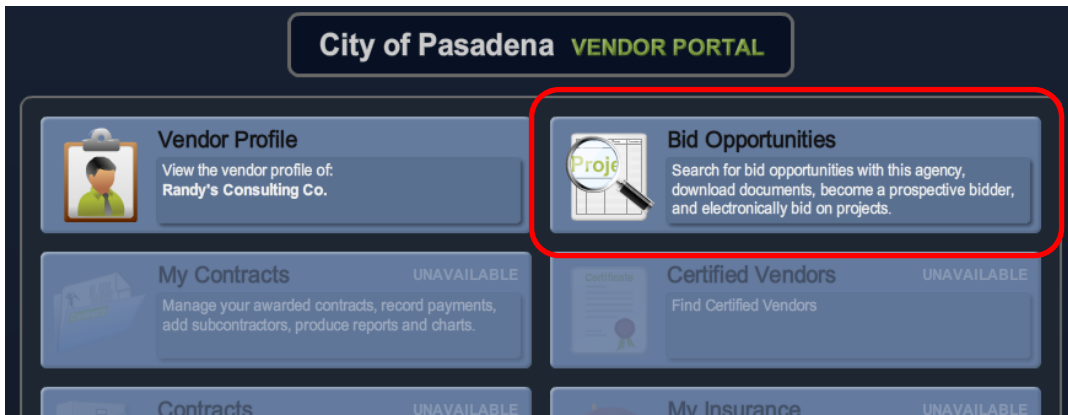 City of Pasadena VENDOR PORTAL
Vendor Profile
View the vendor profile of:
Randy's Consulting Co.
Proje
Bid Opportunities
Search for bid opportunities with this agency,
download documents, become a prospective bidder,
and electronically bid on projects.
My Contracts UNAVAILABLE
Manage your awarded contracts, record payments,
add subcontractors, produce reports and charts.
Certificate
Certified Vendors UNAVAILABLE
Find Certified Vendors
Contracts UNAVAILABLE
My Insurance UNAVAILABLE